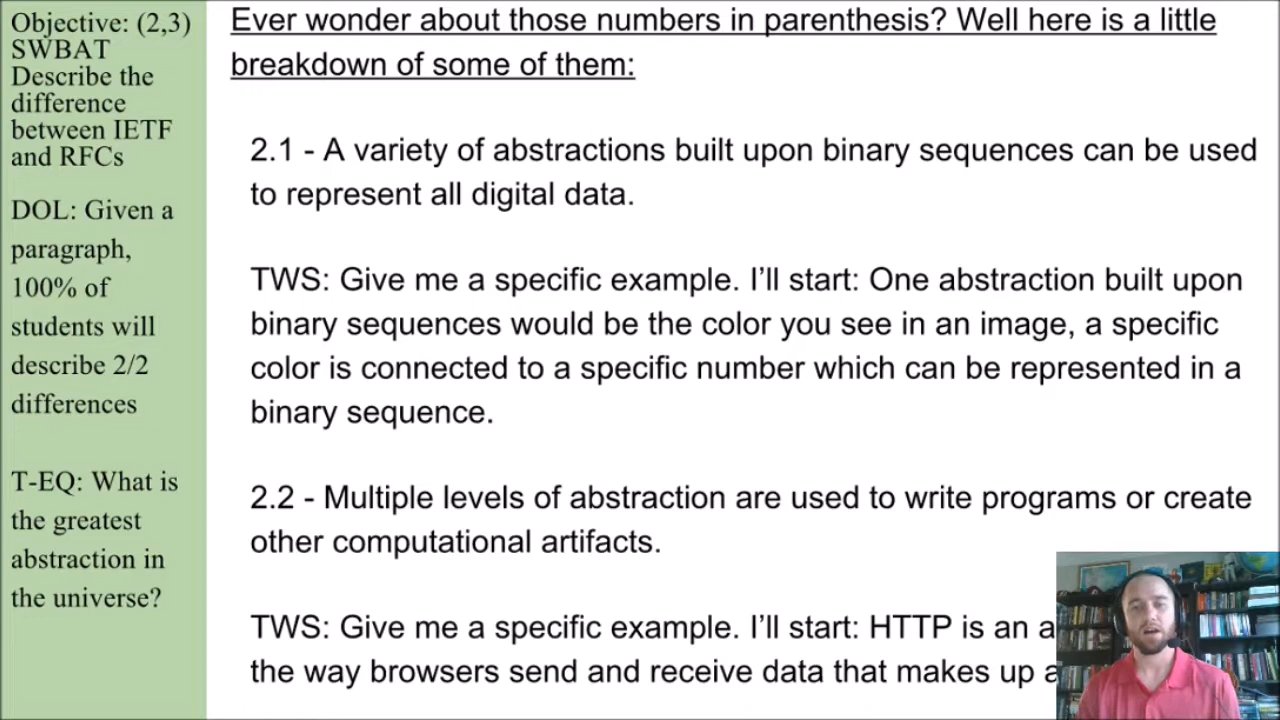 Objective: (2,3)
SWBAT
Describe the
difference
between IETF
and RFCs
DOL: Given a
paragraph,
100% of
students will
describe 2/2
differences
T-EQ: What is
the greatest
abstraction in
the universe?
Ever wonder about those numbers in parenthesis? Well here is a little
breakdown of some of them:
2.1 - A variety of abstractions built upon binary sequences can be used
to represent all digital data.
TWS: Give me a specific example. I’ll start: One abstraction built upon
binary sequences would be the color you see in an image, a specific
color is connected to a specific number which can be represented in a
binary sequence.
2.2 - Multiple levels of abstraction are used to write programs or create
other computational artifacts.
TWS: Give me a specific example. I’ll start: HTTP is an a
the way browsers send and receive data that makes up a